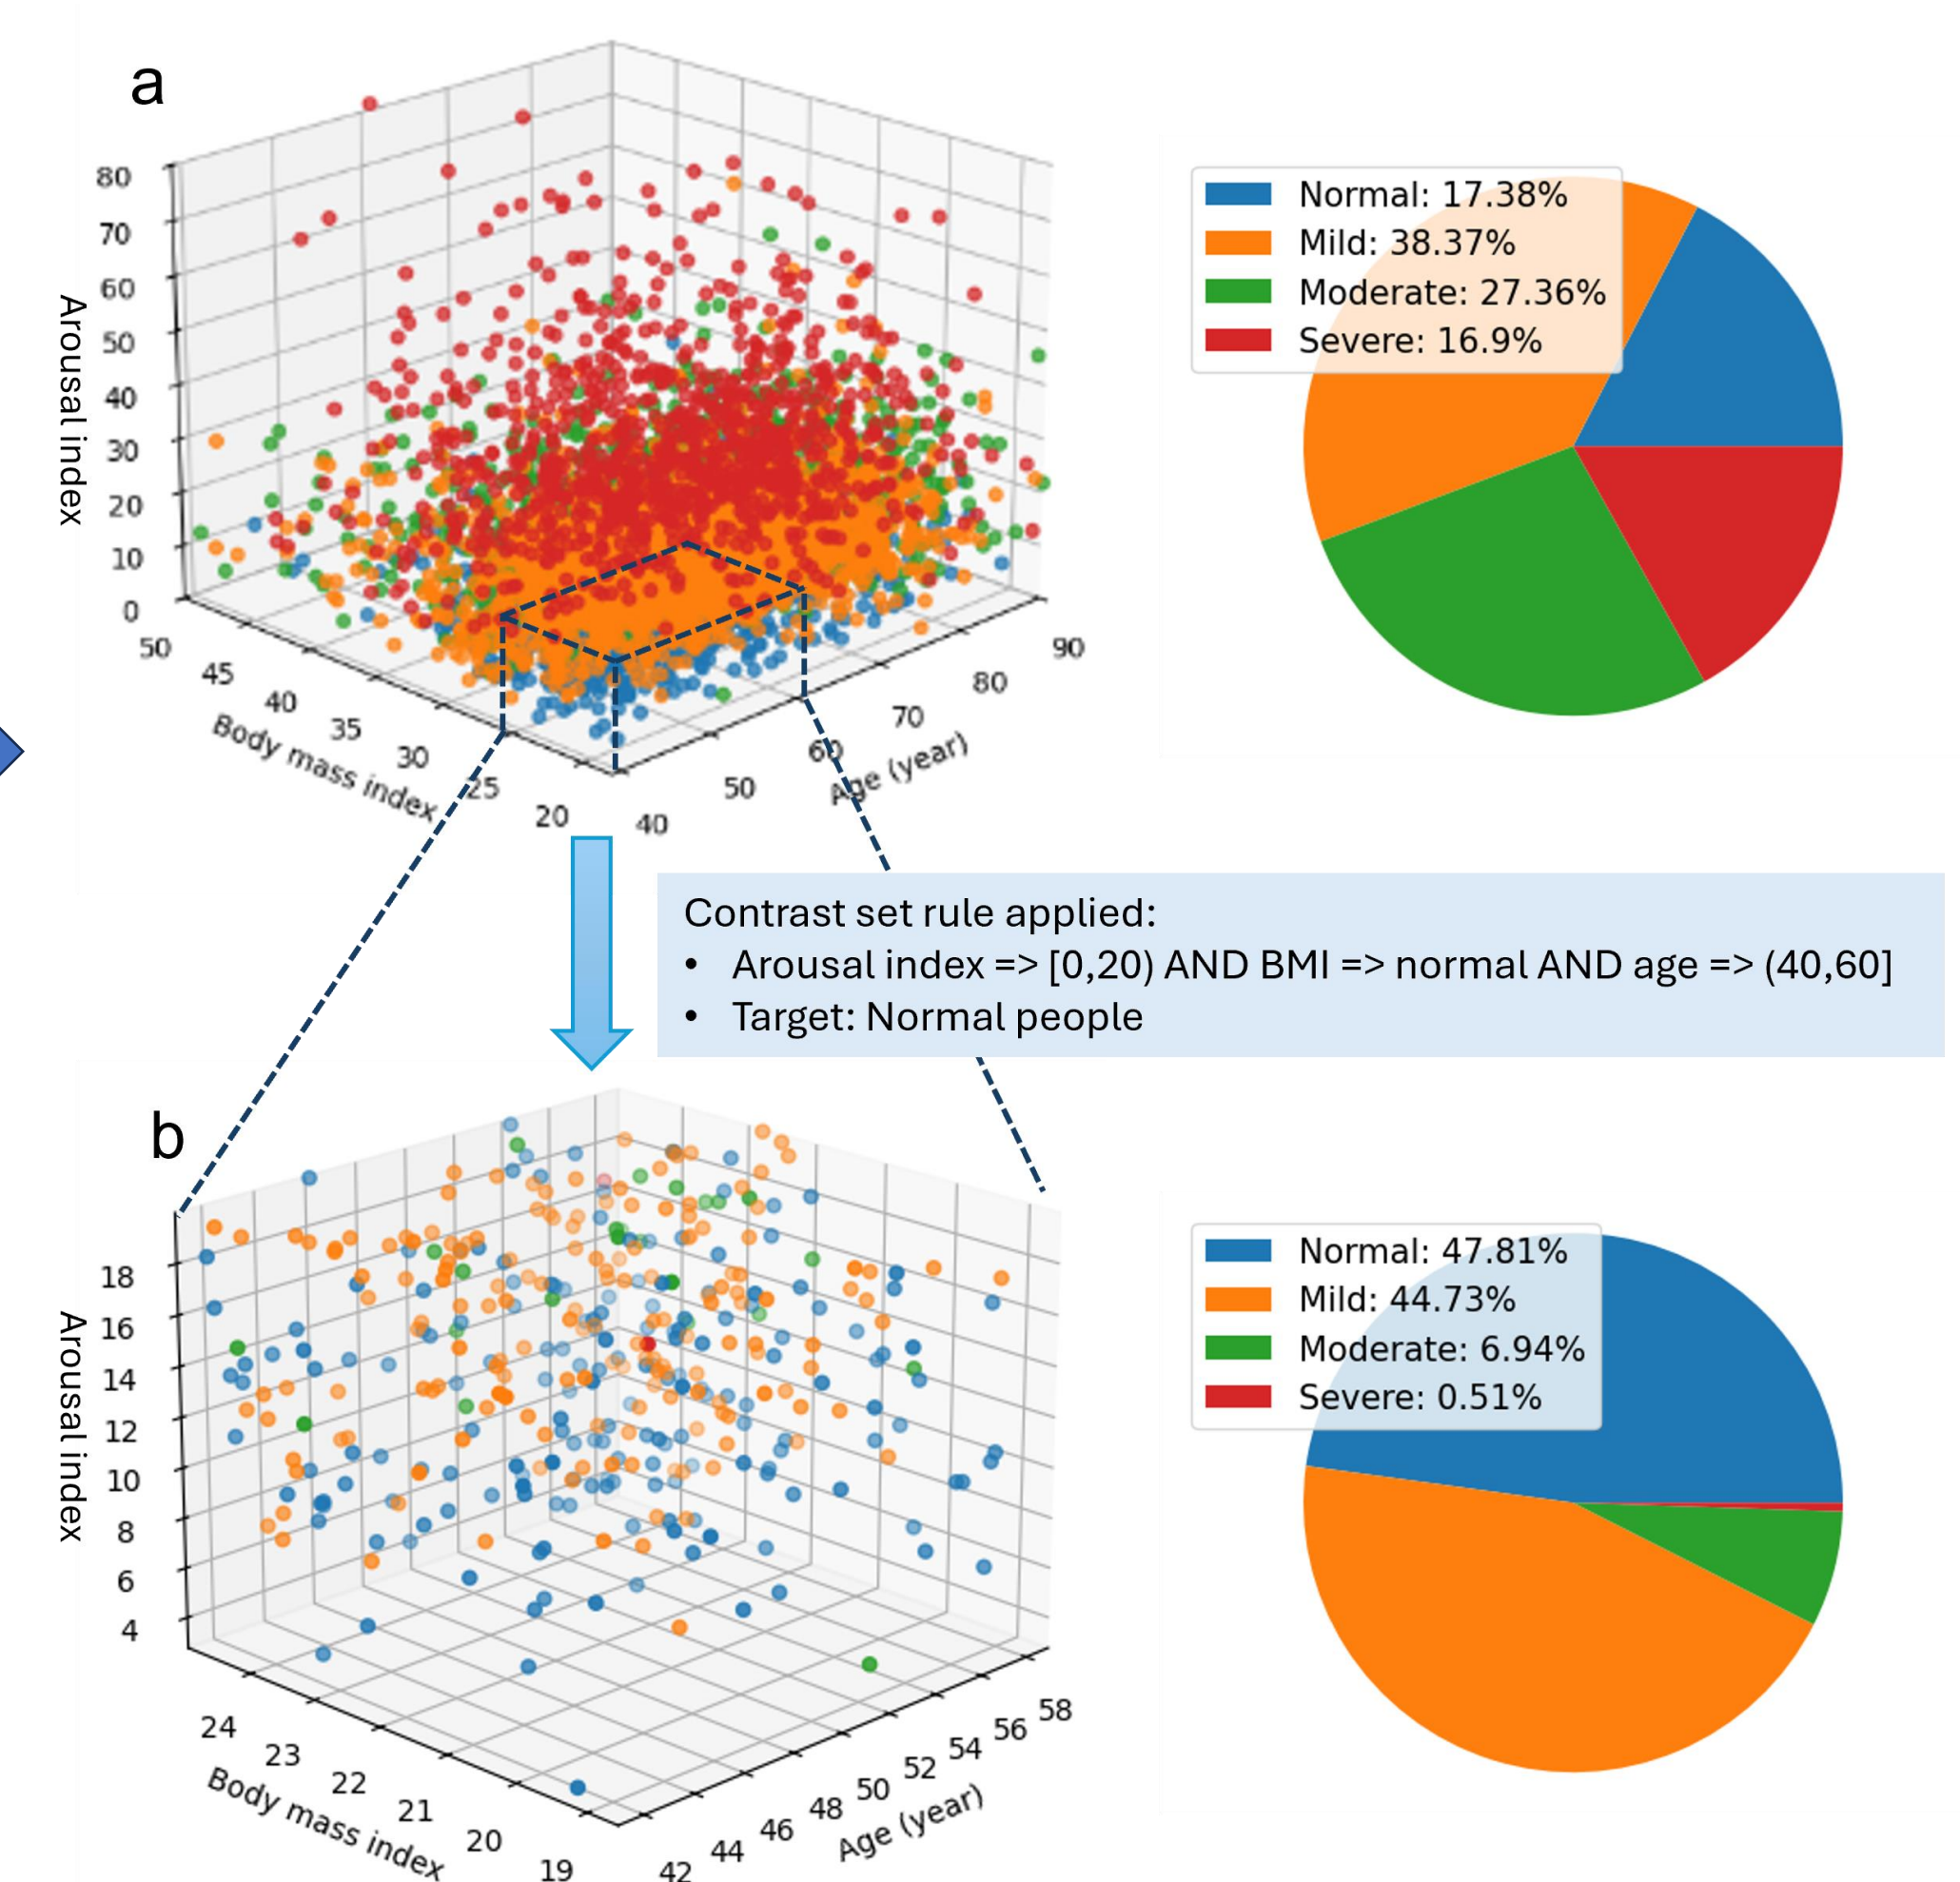 a
80
70
60
50
40
30
20
10
0
Arousal index
50
45
40
35
30
25
20
Body mass index
40
50
60
70
80
90
Age (year)
Normal: 17.38%
Mild: 38.37%
Moderate: 27.36%
Severe: 16.9%
Contrast set rule applied:
• Arousal index => [0,20) AND BMI => normal AND age => (40,60]
• Target: Normal people
b
18
16
14
12
10
8
6
4
Arousal index
24
23
22
21
20
19
Body mass index
42
44
46
48
50
52
54
56
58
Age (year)
Normal: 47.81%
Mild: 44.73%
Moderate: 6.94%
Severe: 0.51%